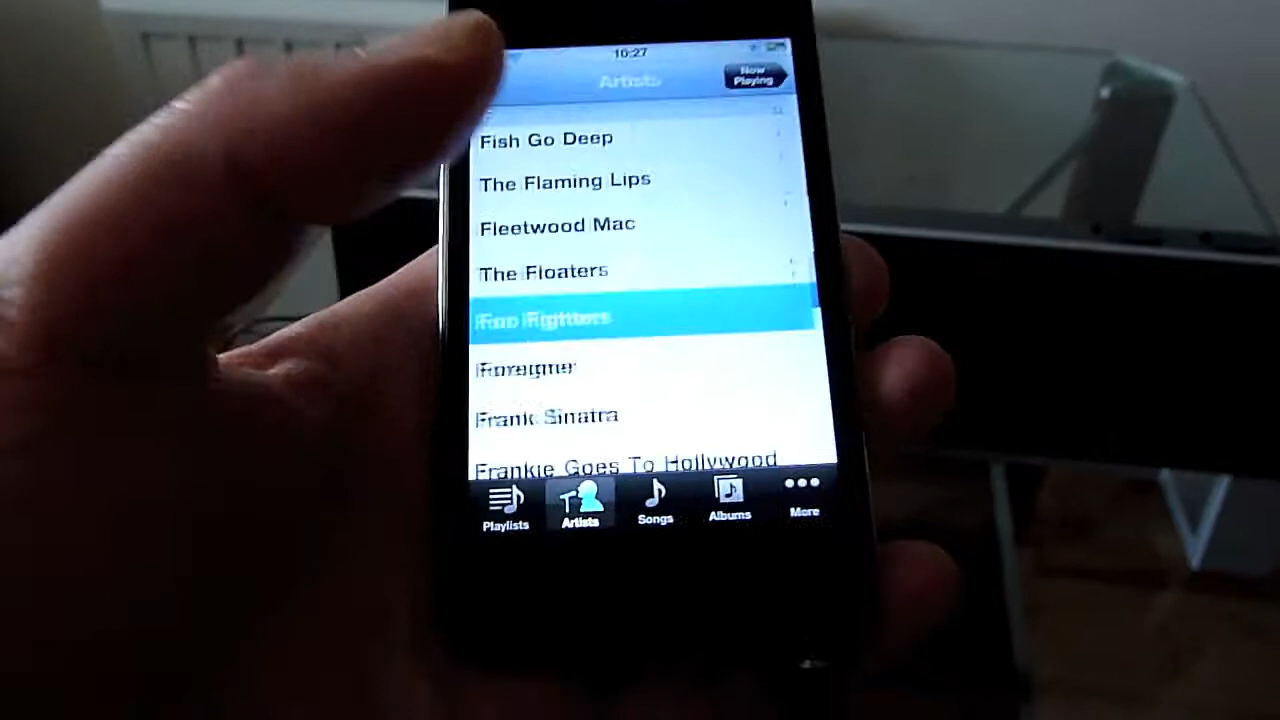 10:27
Artists
Now
Playing
Fish Go Deep
The Flaming Lips
Fleetwood Mac
The Floaters
Foo Fighters
Foreigner
Frank Sinatra
Frankie Goes To Hollywood
Playlists
Artists
Songs
Albums
More